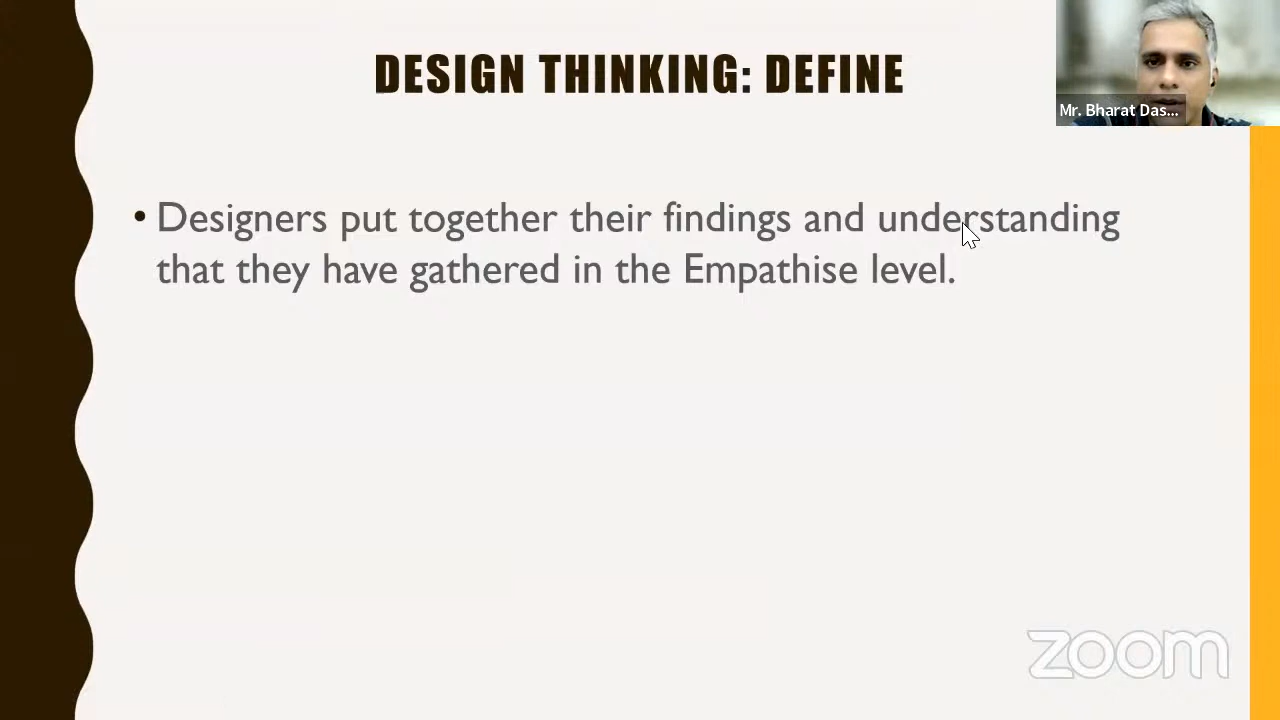 DESIGN THINKING: DEFINE
Mr. Bharat Das...
• Designers put together their findings and understanding
that they have gathered in the Empathise level.
zoom